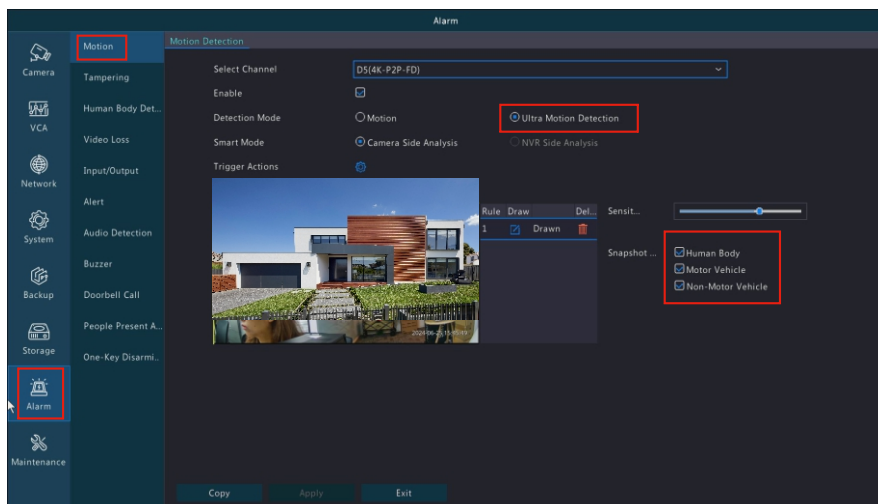 Alarm
Camera
VCA
Network
System
Backup
Storage
Alarm
Maintenance
Motion
Tampering
Human Body Det...
Video Loss
Input/Output
Alert
Audio Detection
Buzzer
Doorbell Call
People Present A...
One-Key Disarmi...
Motion Detection
Select Channel D5(4K-P2P-FD)
Enable
Detection Mode Motion Ultra Motion Detection
Smart Mode Camera Side Analysis NVR Side Analysis
Trigger Actions
Rule Draw Del... Sensit...
1 Drawn
Snapshot ... Human Body
Motor Vehicle
Non-Motor Vehicle
Copy Apply Exit